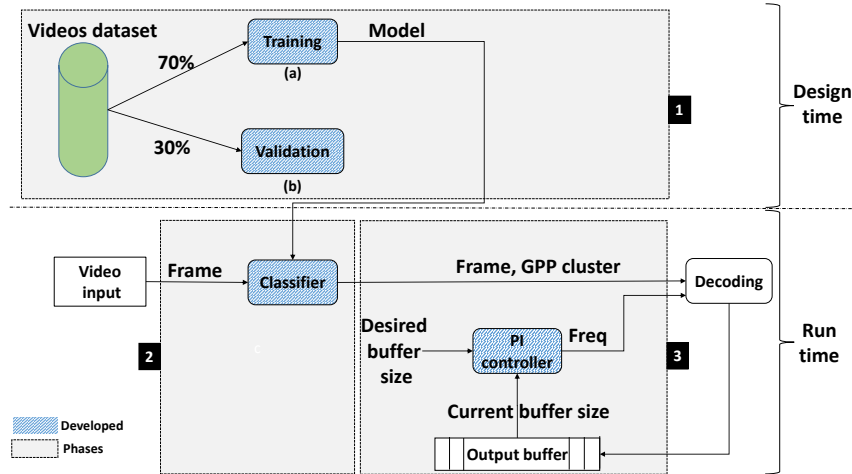 Videos dataset
70%
Training
Model
(a)
30%
Validation
(b)
1
Design
time
Video
input
Frame
Classifier
Frame, GPP cluster
Decoding
Desired
buffer
size
PI
controller
Freq
2
c
3
Run
time
Current buffer size
Output buffer
Developed
Phases